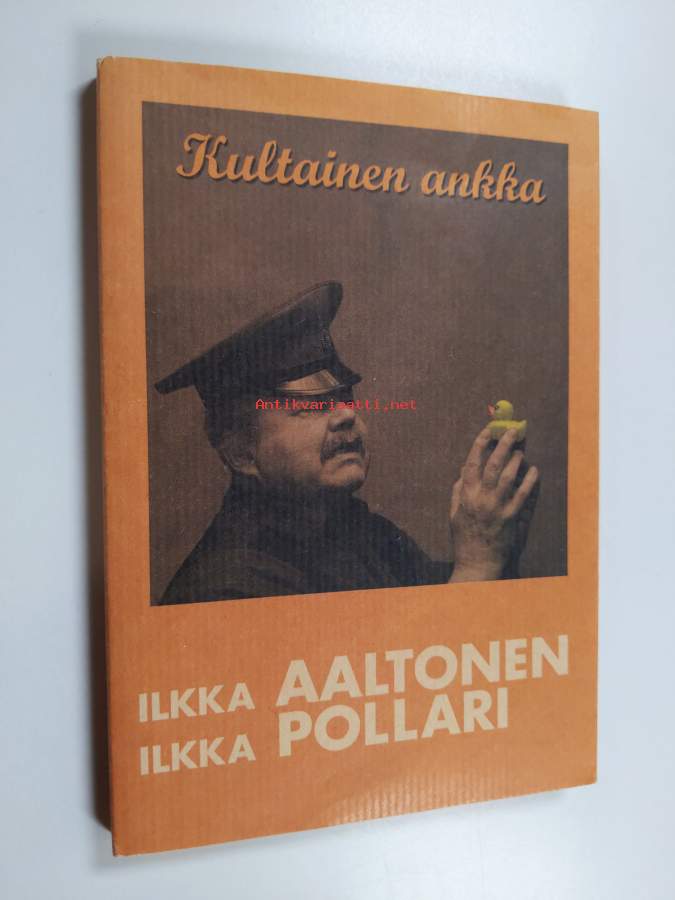 Kultainen ankka
Antikvariaatti.net
ILKKA AALTONEN
ILKKA POLLARI